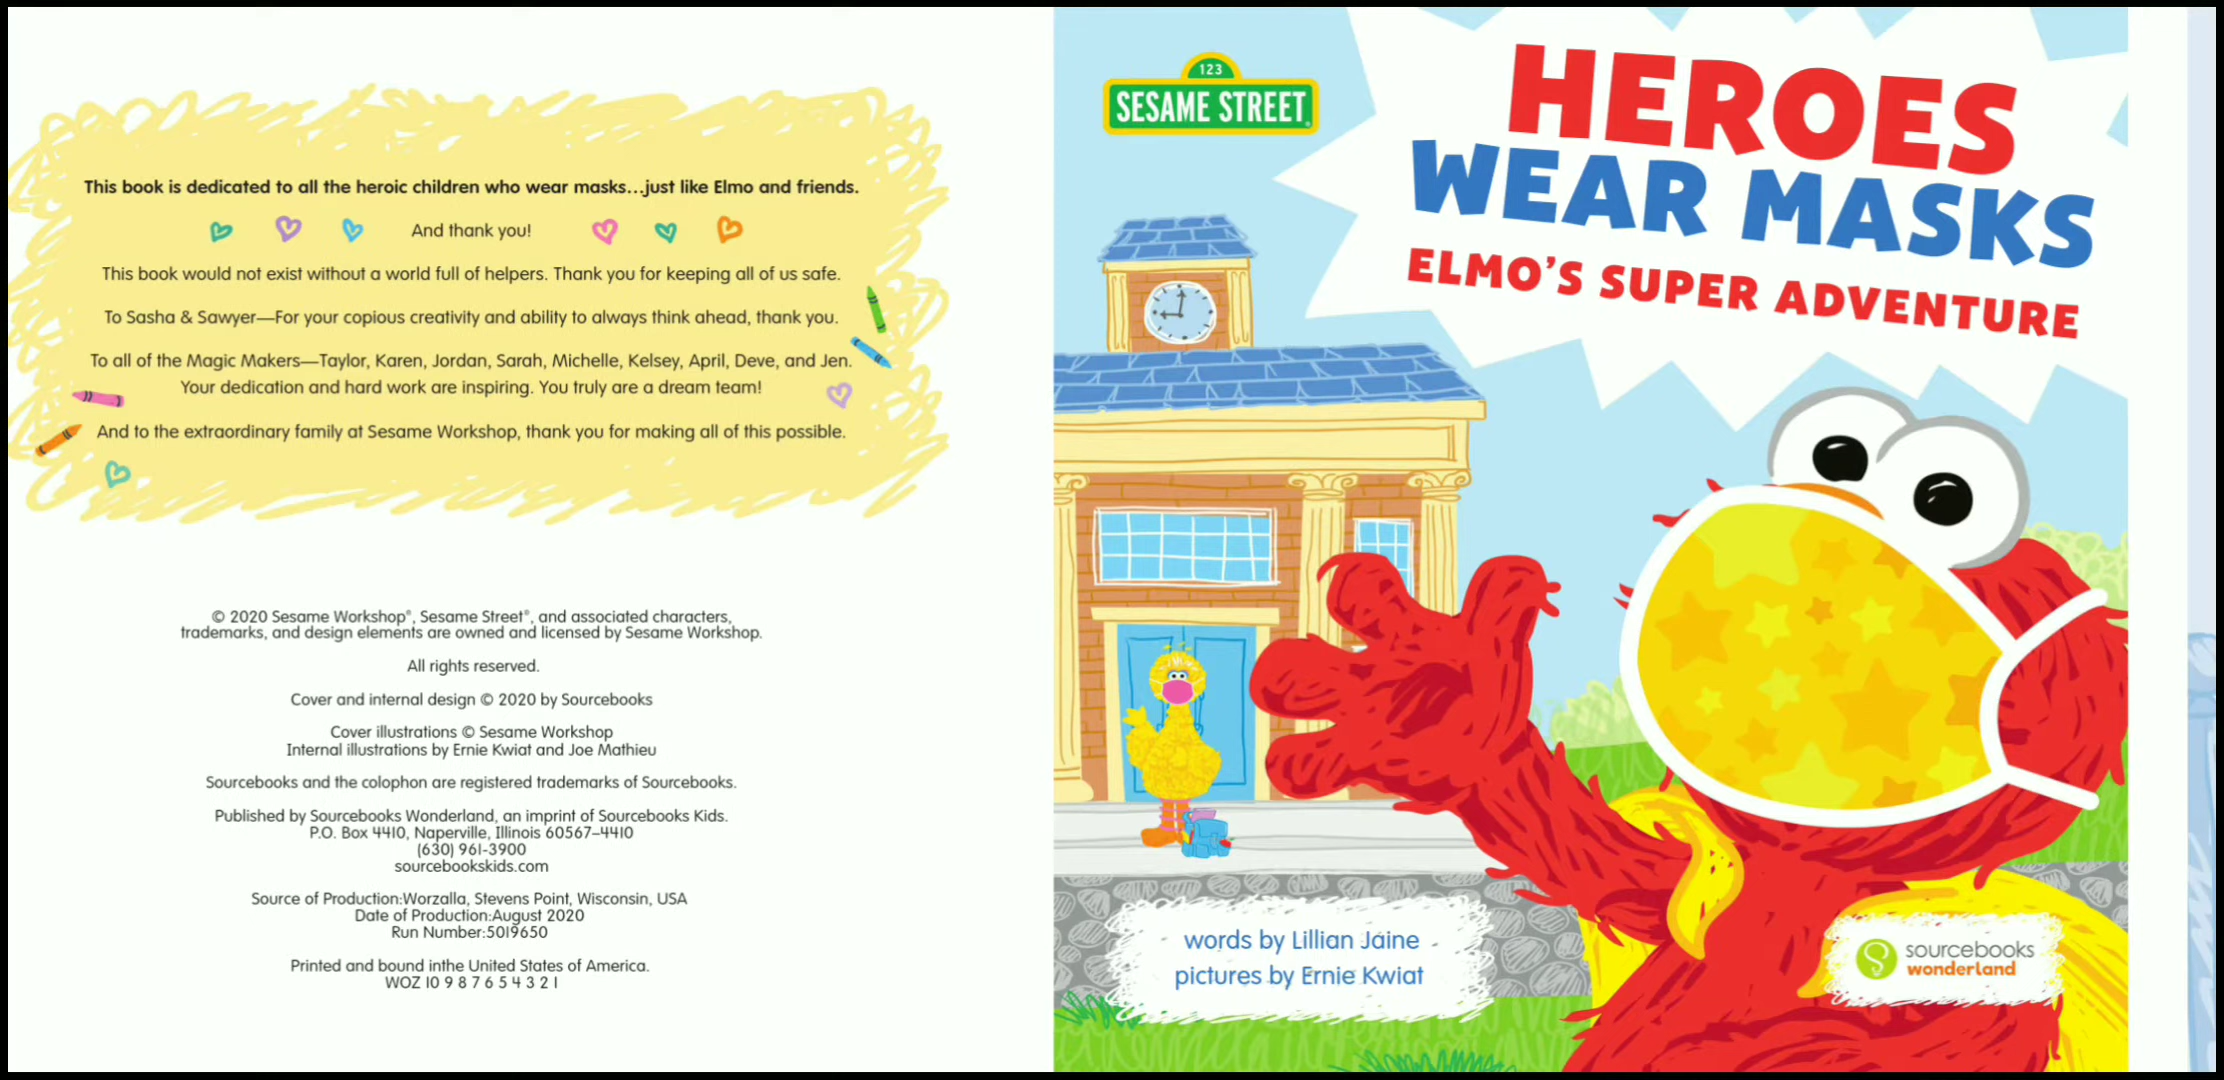 This book is dedicated to all the heroic children who wear masks...just like Elmo and friends.
And thank you!
This book would not exist without a world full of helpers. Thank you for keeping all of us safe.
To Sasha & Sawyer—For your copious creativity and ability to always think ahead, thank you.
To all of the Magic Makers—Taylor, Karen, Jordan, Sarah, Michelle, Kelsey, April, Deve, and Jen.
Your dedication and hard work are inspiring. You truly are a dream team!
And to the extraordinary family at Sesame Workshop, thank you for making all of this possible.
© 2020 Sesame Workshop®, Sesame Street®, and associated characters,
trademarks, and design elements are owned and licensed by Sesame Workshop.
All rights reserved.
Cover and internal design © 2020 by Sourcebooks
Cover illustrations © Sesame Workshop
Internal illustrations by Ernie Kwiat and Joe Mathieu
Sourcebooks and the colophon are registered trademarks of Sourcebooks.
Published by Sourcebooks Wonderland, an imprint of Sourcebooks Kids.
P.O. Box 4410, Naperville, Illinois 60567–4410
(630) 961-3900
sourcebookskids.com
Source of Production:Worzalla, Stevens Point, Wisconsin, USA
Date of Production:August 2020
Run Number:5019650
Printed and bound inthe United States of America.
WOZ 10 9 8 7 6 5 4 3 2 1
123
SESAME STREET®
HEROES
WEAR MASKS
ELMO'S SUPER ADVENTURE
words by Lillian Jaine
pictures by Ernie Kwiat
sourcebooks
wonderland